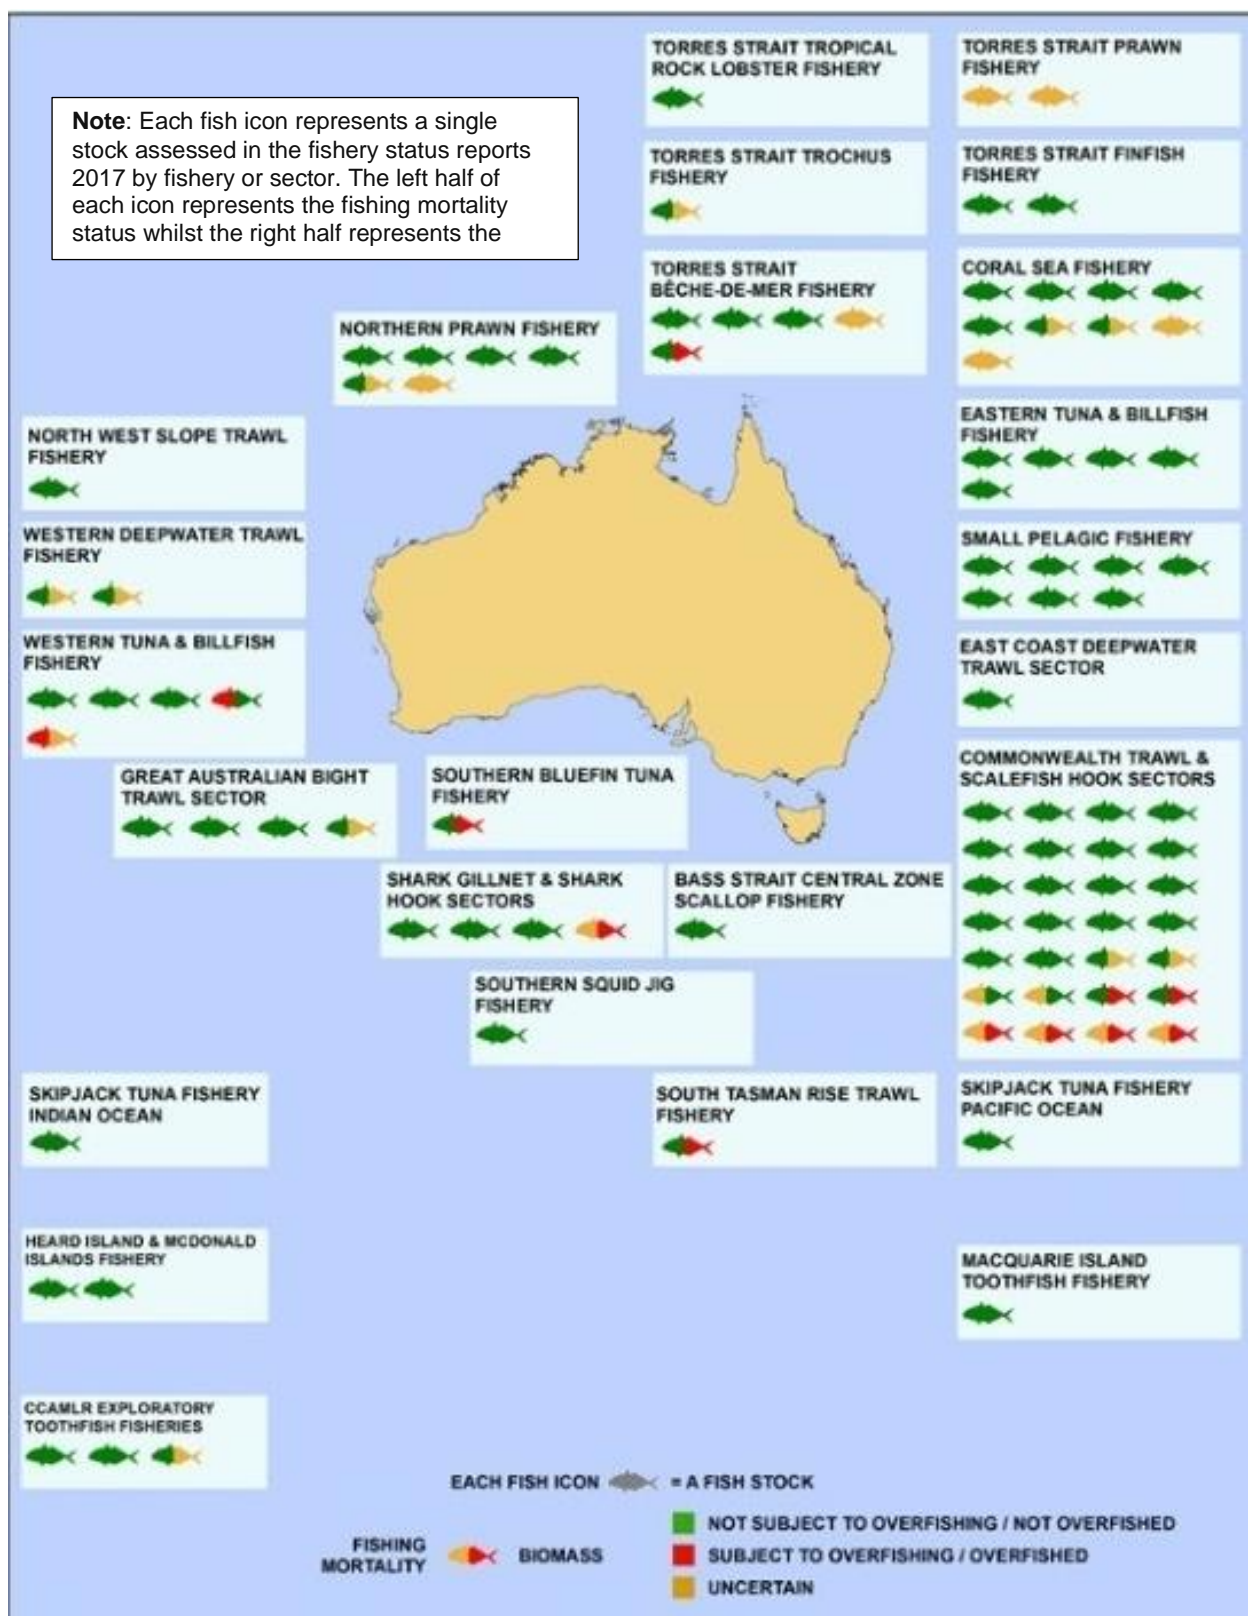 Note: Each fish icon represents a single
stock assessed in the fishery status reports
2017 by fishery or sector. The left half of
each icon represents the fishing mortality
status whilst the right half represents the
TORRES STRAIT TROPICAL
ROCK LOBSTER FISHERY
TORRES STRAIT PRAWN
FISHERY
TORRES STRAIT TROCHUS
FISHERY
TORRES STRAIT FINFISH
FISHERY
TORRES STRAIT
BÊCHE-DE-MER FISHERY
CORAL SEA FISHERY
NORTHERN PRAWN FISHERY
NORTH WEST SLOPE TRAWL
FISHERY
EASTERN TUNA & BILLFISH
FISHERY
WESTERN DEEPWATER TRAWL
FISHERY
SMALL PELAGIC FISHERY
WESTERN TUNA & BILLFISH
FISHERY
EAST COAST DEEPWATER
TRAWL SECTOR
GREAT AUSTRALIAN BIGHT
TRAWL SECTOR
SOUTHERN BLUEFIN TUNA
FISHERY
COMMONWEALTH TRAWL &
SCALEFISH HOOK SECTORS
SHARK GILLNET & SHARK
HOOK SECTORS
BASS STRAIT CENTRAL ZONE
SCALLOP FISHERY
SOUTHERN SQUID JIG
FISHERY
SKIPJACK TUNA FISHERY
INDIAN OCEAN
SOUTH TASMAN RISE TRAWL
FISHERY
SKIPJACK TUNA FISHERY
PACIFIC OCEAN
HEARD ISLAND & MCDONALD
ISLANDS FISHERY
MACQUARIE ISLAND
TOOTHFISH FISHERY
CCAMLR EXPLORATORY
TOOTHFISH FISHERIES
EACH FISH ICON = A FISH STOCK
FISHING
MORTALITY
BIOMASS
NOT SUBJECT TO OVERFISHING / NOT OVERFISHED
SUBJECT TO OVERFISHING / OVERFISHED
UNCERTAIN